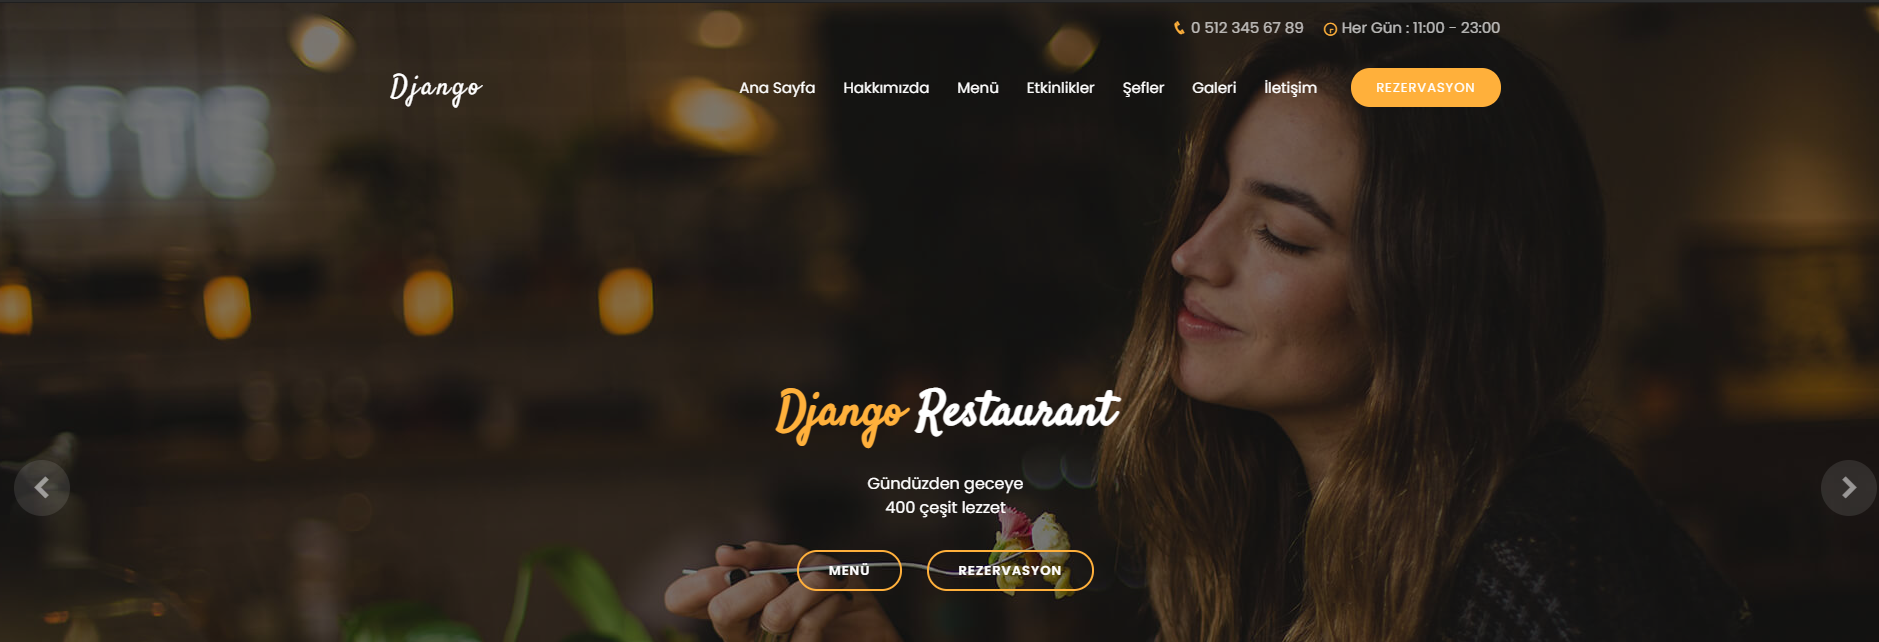 0 512 345 67 89 Her Gün : 11:00 - 23:00
Django Ana Sayfa Hakkımızda Menü Etkinlikler Şefler Galeri İletişim REZERVASYON
ETTE
Django Restaurant
Gündüzden geceye
400 çeşit lezzet
MENÜ REZERVASYON